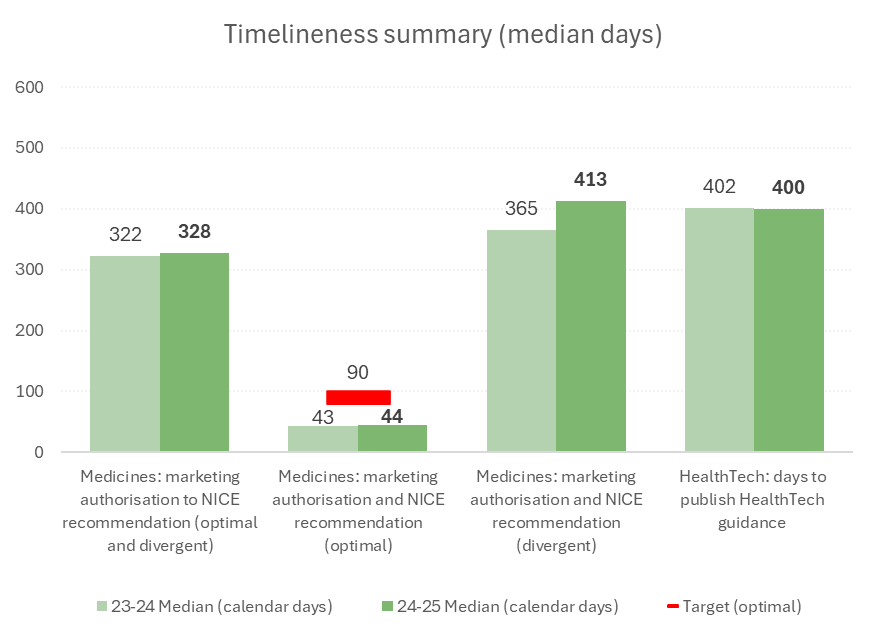 Timelineness summary (median days)
600
500
400
300
200
100
0
322
328
90
43
44
365
413
402
400
Medicines: marketing
authorisation to NICE
recommendation (optimal
and divergent)
Medicines: marketing
authorisation and NICE
recommendation
(optimal)
Medicines: marketing
authorisation and NICE
recommendation
(divergent)
HealthTech: days to
publish HealthTech
guidance
23-24 Median (calendar days)
24-25 Median (calendar days)
Target (optimal)